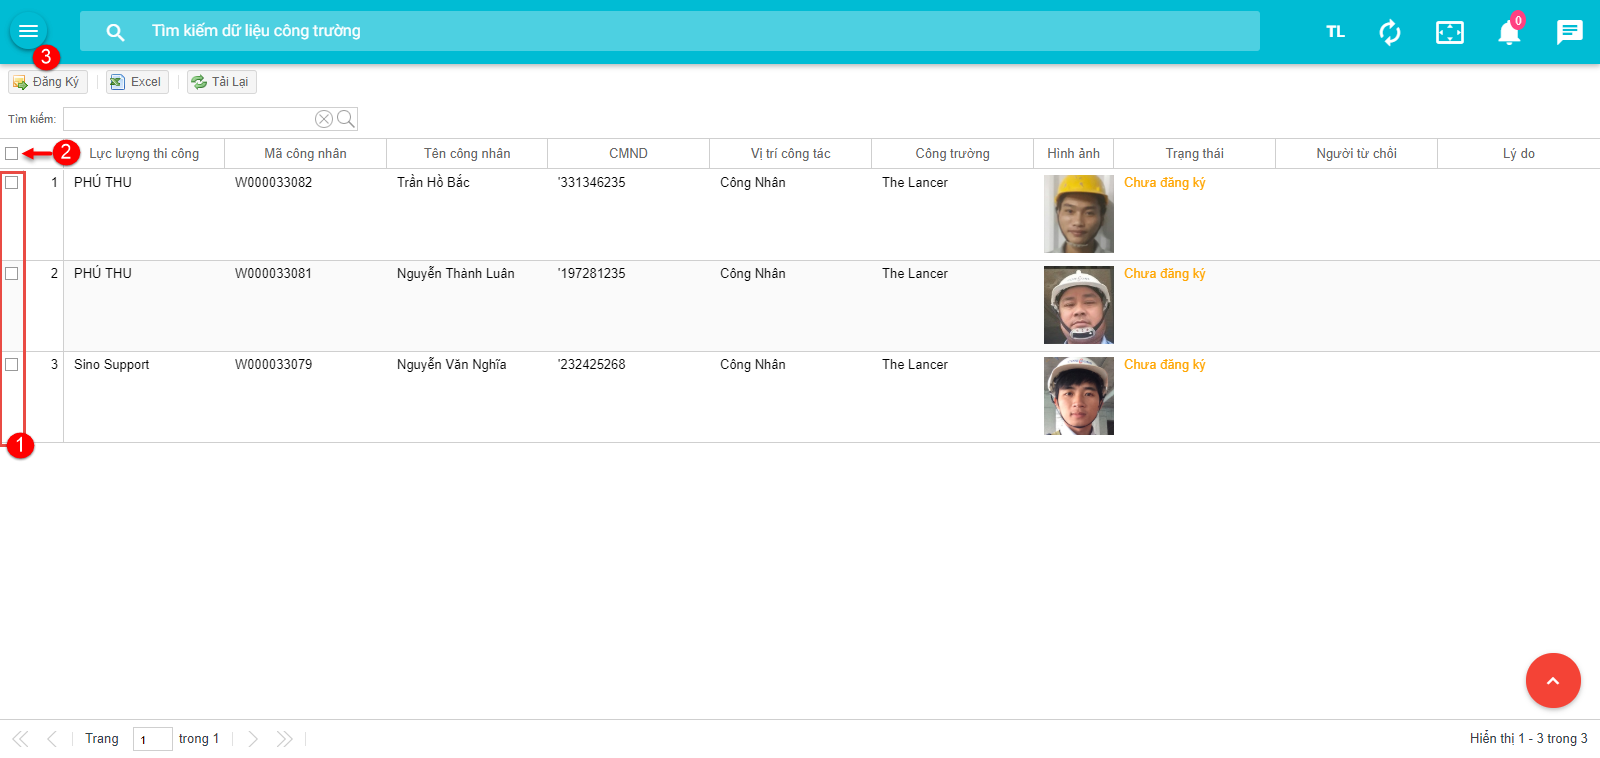 Tìm kiếm dữ liệu công trường TL 0
3
Đăng Ký Excel Tải Lại
Tìm kiếm:
2 Lực lượng thi công Mã công nhân Tên công nhân CMND Vị trí công tác Công trường Hình ảnh Trạng thái Người từ chối Lý do
1 PHÚ THU W000033082 Trần Hồ Bắc '331346235 Công Nhân The Lancer Chưa đăng ký
2 PHÚ THU W000033081 Nguyễn Thành Luân '197281235 Công Nhân The Lancer Chưa đăng ký
3 Sino Support W000033079 Nguyễn Văn Nghĩa '232425268 Công Nhân The Lancer Chưa đăng ký
1
Trang 1 trong 1 Hiển thị 1 - 3 trong 3